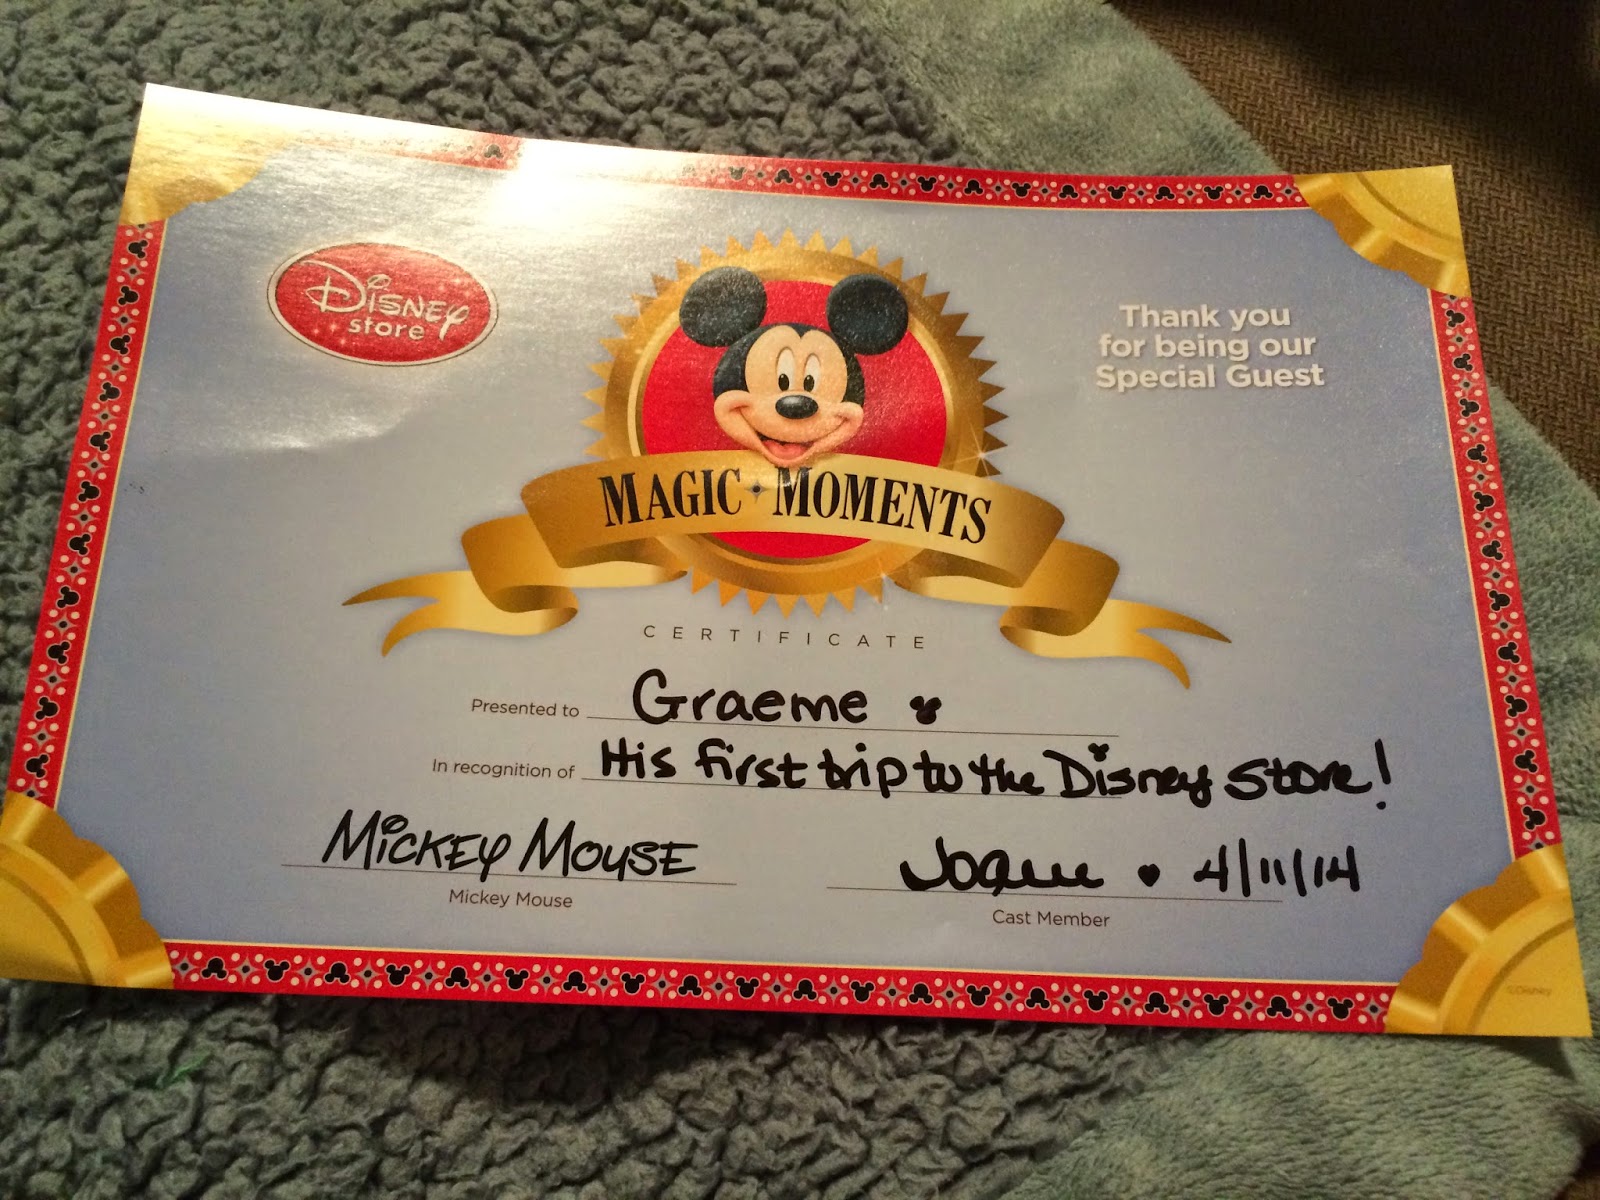 Disney
store
Thank you
for being our
Special Guest
MAGIC MOMENTS
CERTIFICATE
Presented to Graeme
In recognition of His first trip to the Disney Store!
Mickey Mouse
Mickey Mouse
4/11/14
Cast Member
©Disney